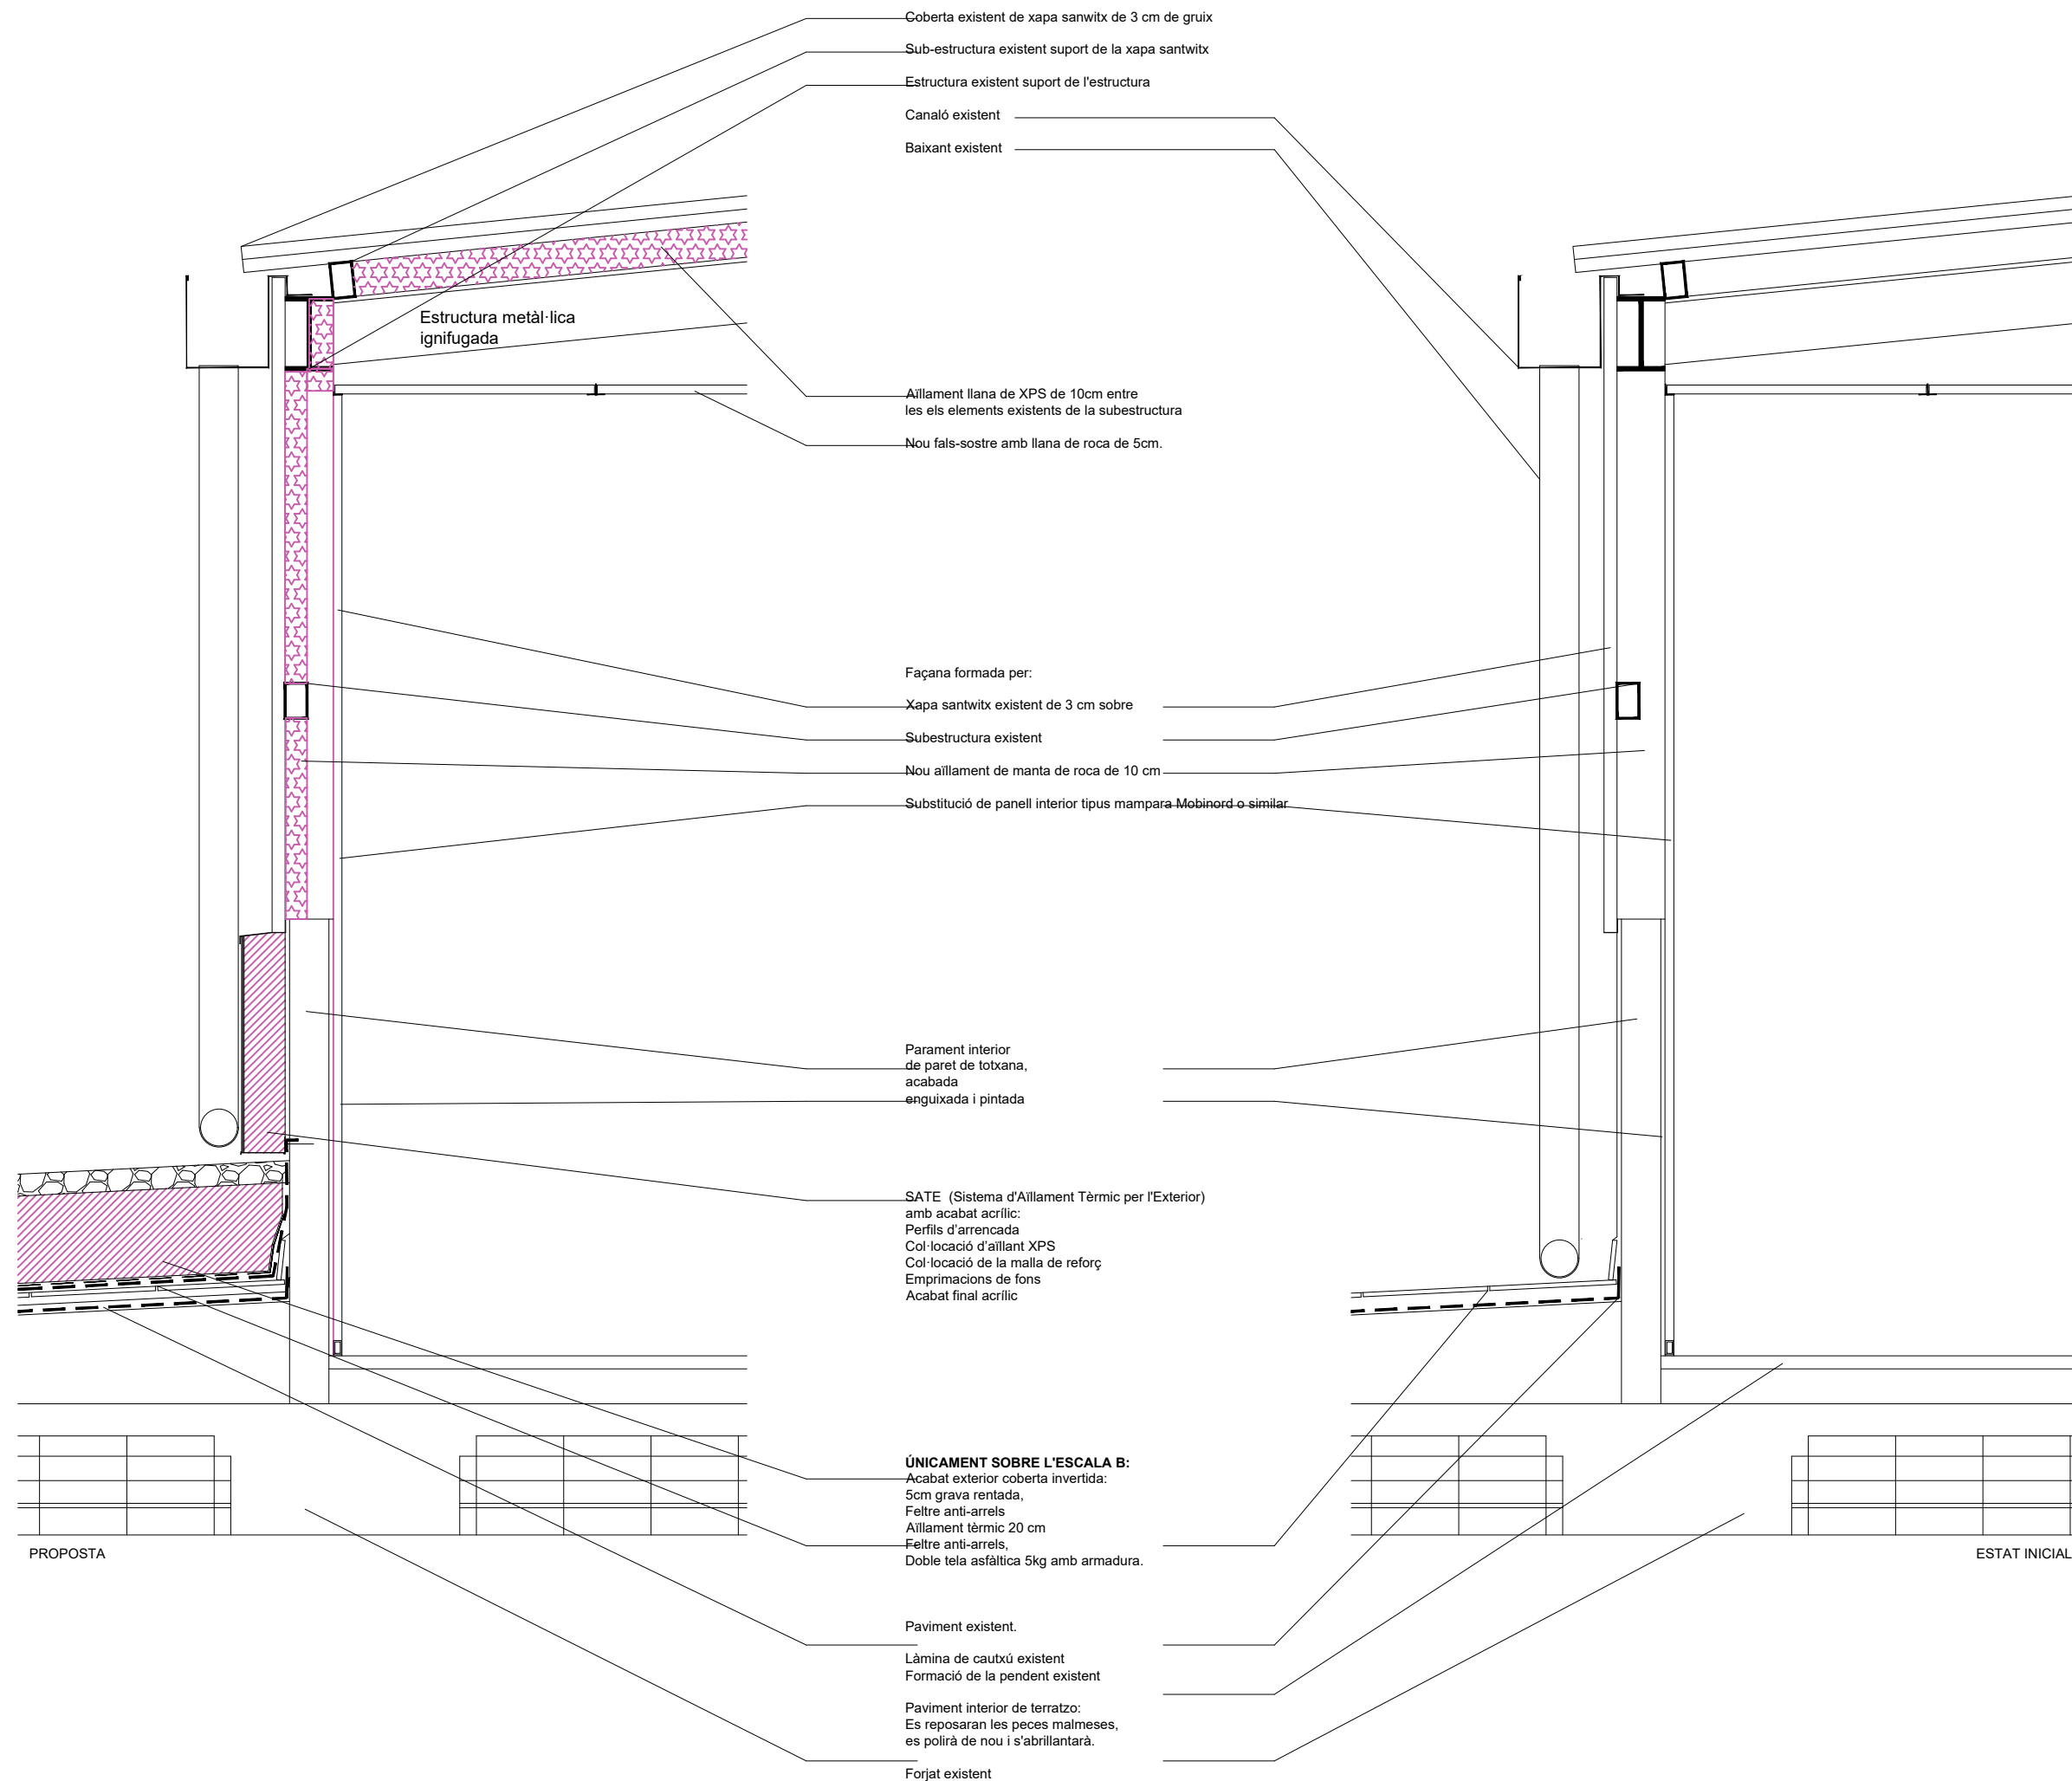 Coberta existent de xapa sanwitx de 3 cm de gruix
Sub-estructura existent suport de la xapa santwitx
Estructura existent suport de l'estructura
Canaló existent
Baixant existent
Estructura metàl·lica
ignifugada
Aïllament llana de XPS de 10cm entre
les els elements existents de la subestructura
Nou fals-sostre amb llana de roca de 5cm.
Façana formada per:
Xapa santwitx existent de 3 cm sobre
Subestructura existent
Nou aïllament de manta de roca de 10 cm
Substitució de panell interior tipus mampara Mobinord o similar
Parament interior
de paret de totxana,
acabada
enguixada i pintada
SATE (Sistema d'Aïllament Tèrmic per l'Exterior)
amb acabat acrílic:
Perfils d’arrencada
Col·locació d’aïllant XPS
Col·locació de la malla de reforç
Emprimacions de fons
Acabat final acrílic
ÚNICAMENT SOBRE L'ESCALA B:
Acabat exterior coberta invertida:
5cm grava rentada,
Feltre anti-arrels
Aïllament tèrmic 20 cm
Feltre anti-arrels,
Doble tela asfàltica 5kg amb armadura.
PROPOSTA
ESTAT INICIAL
Paviment existent.
Làmina de cautxú existent
Formació de la pendent existent
Paviment interior de terratzo:
Es reposaran les peces malmeses,
es polirà de nou i s'abrillantarà.
Forjat existent